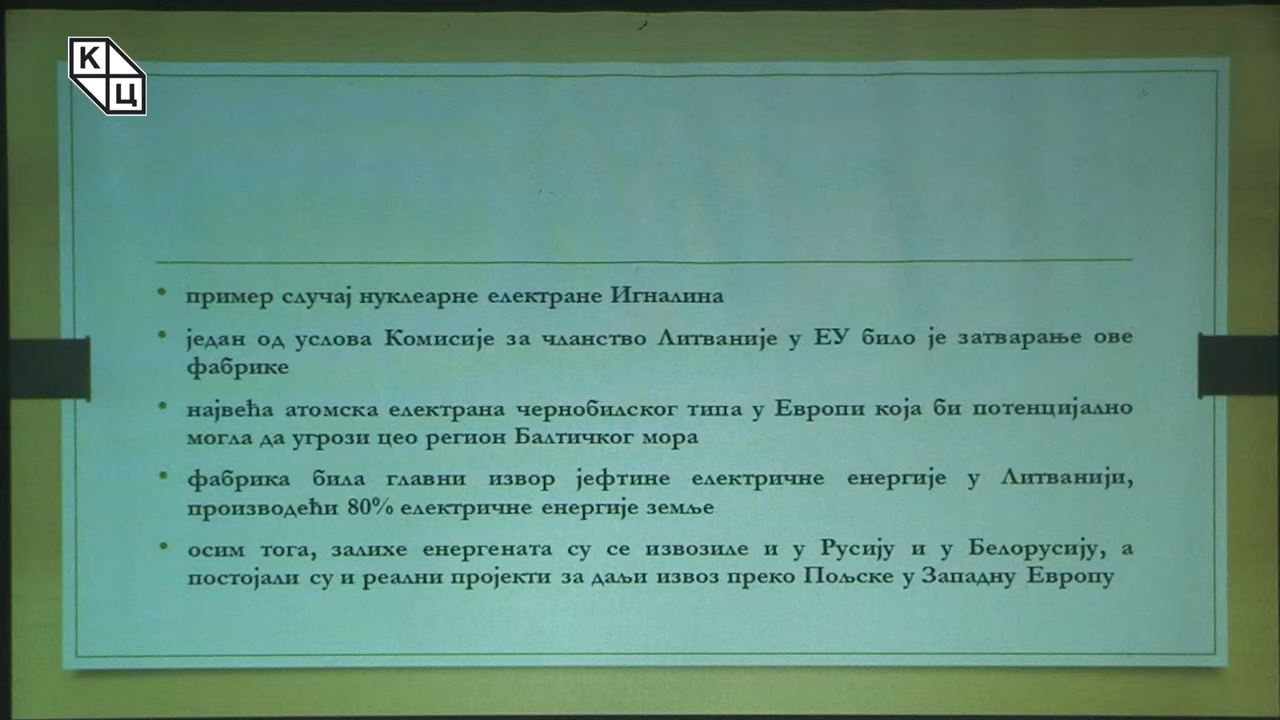 К
Ц
пример случај нуклеарне електране Игналина
један од услова Комисије за чланство Литваније у ЕУ било је затварање ове
фабрике
највећа атомска електрана чернобилског типа у Европи која би потенцијално
могла да угрози цео регион Балтичког мора
фабрика била главни извор јефтине електричне енергије у Литванији,
производећи 80% електричне енергије земље
осим тога, залихе енергената су се извозиле и у Русију и у Белорусију, а
постојали су и реални пројекти за даљи извоз преко Пољске у Западну Европу